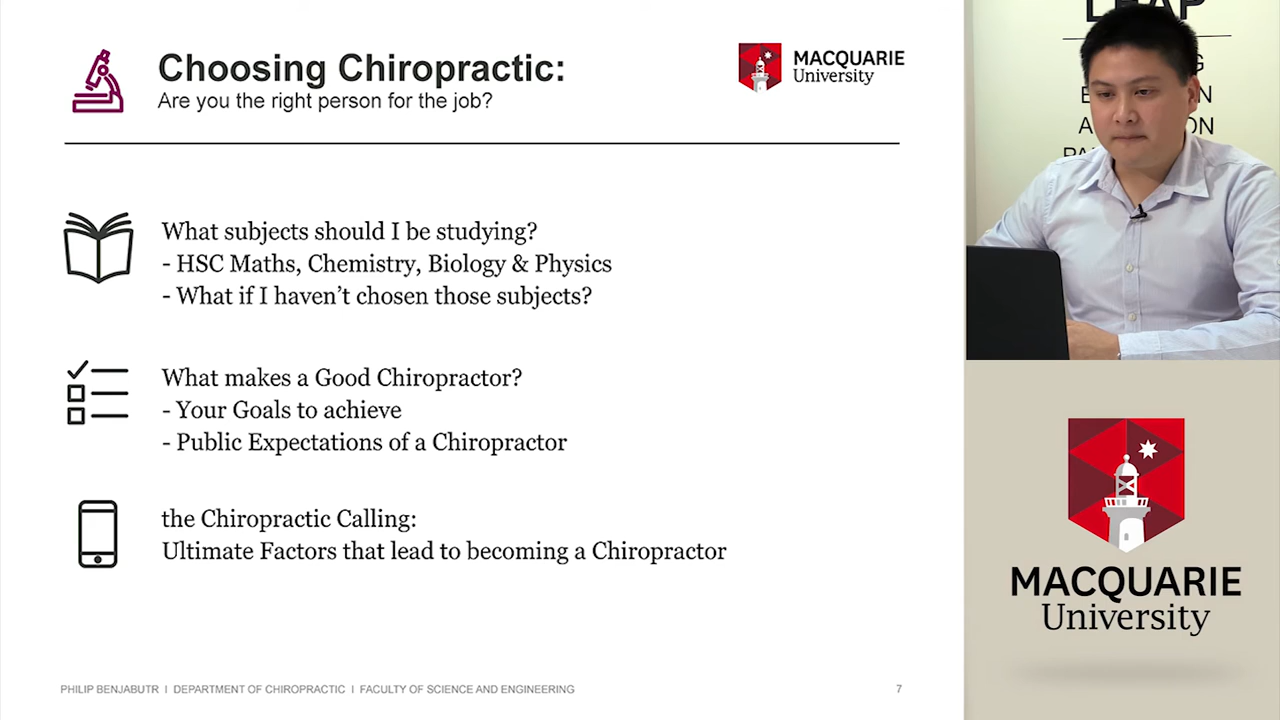 Choosing Chiropractic:
Are you the right person for the job?
MACQUARIE
University
What subjects should I be studying?
- HSC Maths, Chemistry, Biology & Physics
- What if I haven't chosen those subjects?
What makes a Good Chiropractor?
- Your Goals to achieve
- Public Expectations of a Chiropractor
the Chiropractic Calling:
Ultimate Factors that lead to becoming a Chiropractor
PHILIP BENJABUTR I DEPARTMENT OF CHIROPRACTIC I FACULTY OF SCIENCE AND ENGINEERING
7
MACQUARIE
University